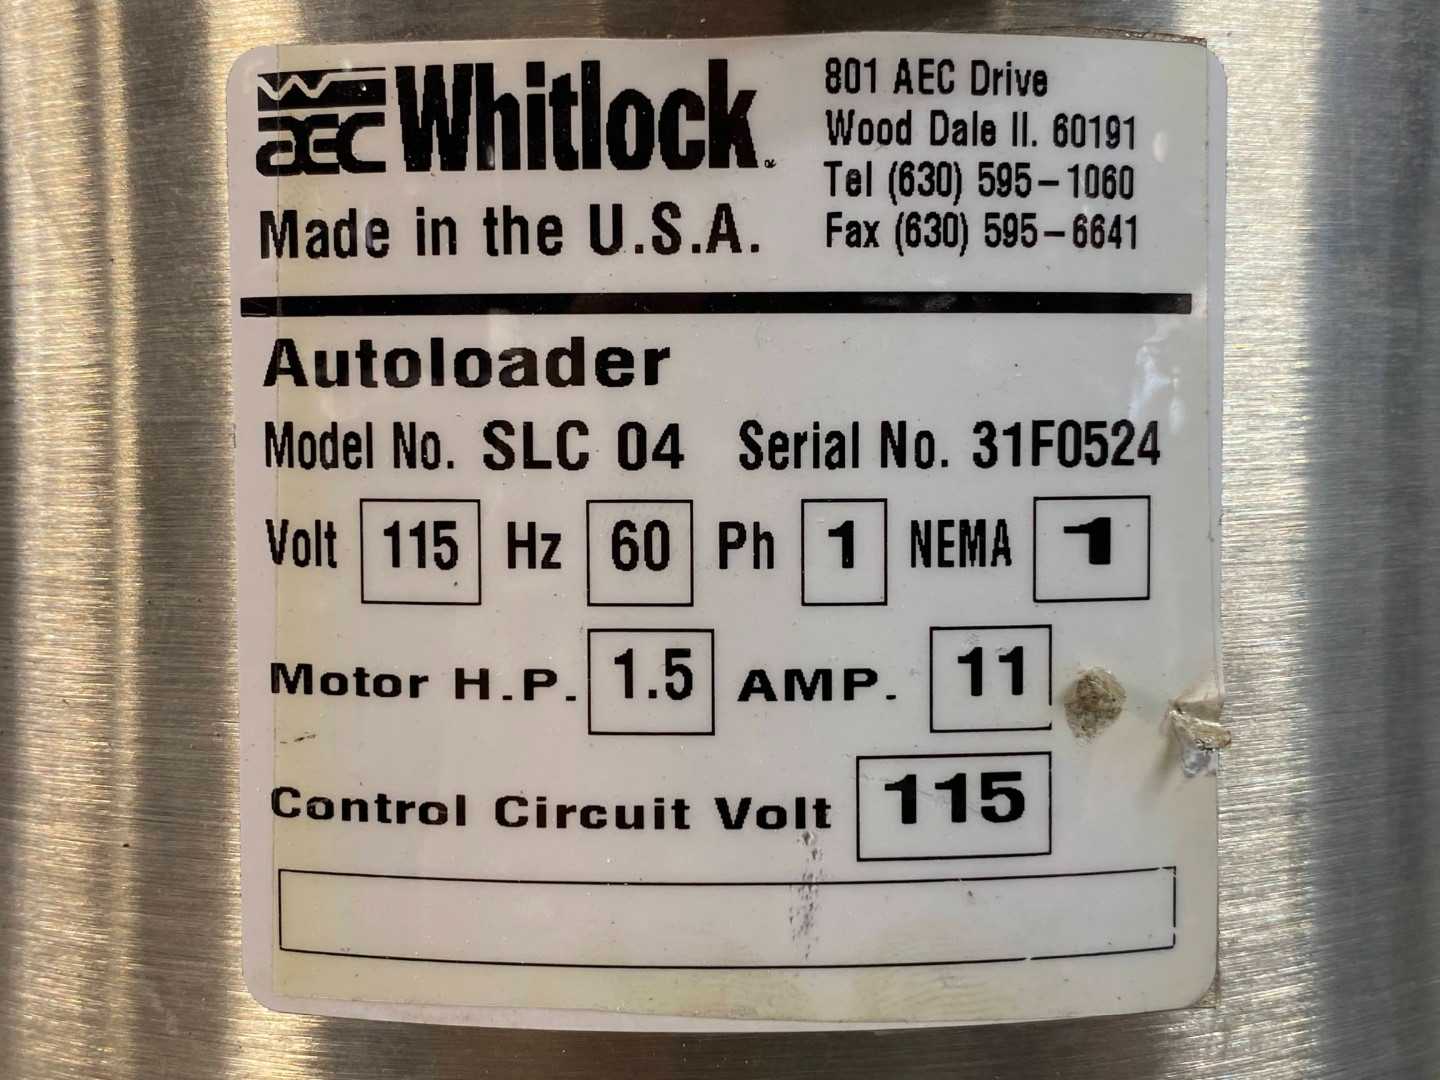 W
AEC Whitlock
Made in the U.S.A.
801 AEC Drive
Wood Dale Il. 60191
Tel (630) 595-1060
Fax (630) 595-6641
Autoloader
Model No. SLC 04 Serial No. 31F0524
Volt 115 Hz 60 Ph 1 NEMA 1
Motor H.P. 1.5 AMP. 11
Control Circuit Volt 115